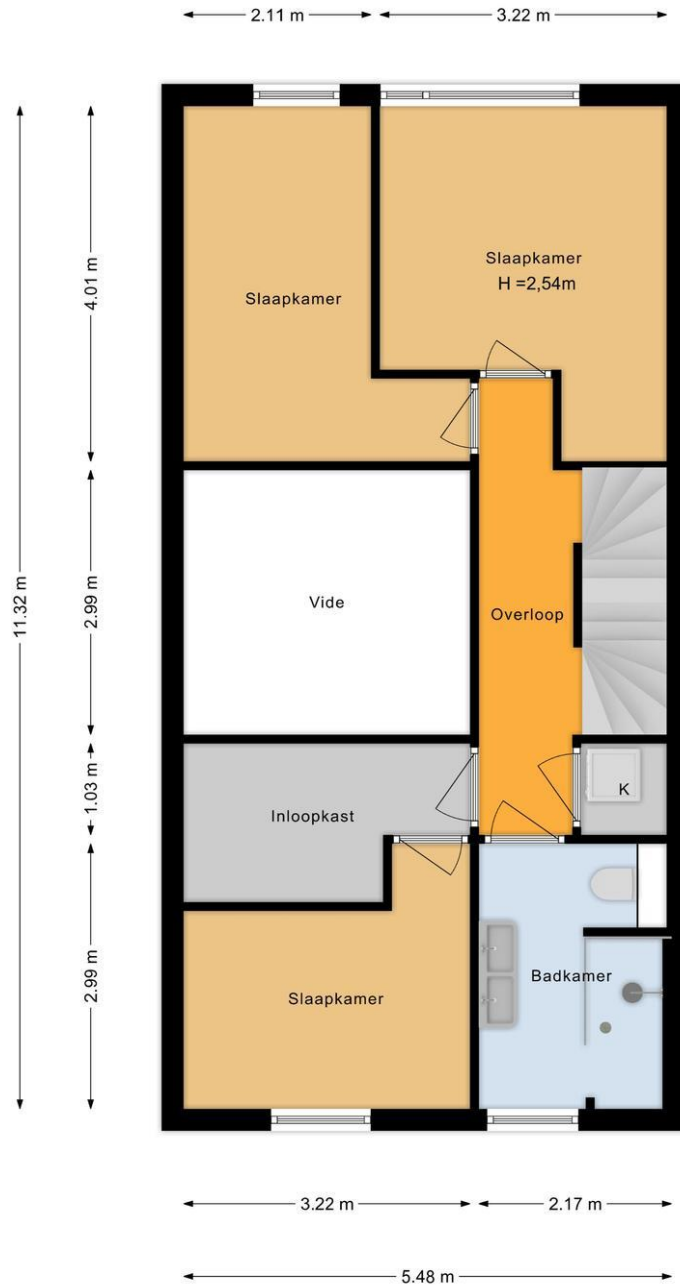 2.11 m
3.22 m
4.01 m
Slaapkamer
H =2,54m
Slaapkamer
11.32 m
2.99 m
Vide
Overloop
1.03 m
K
Inloopkast
2.99 m
Badkamer
Slaapkamer
3.22 m
2.17 m
5.48 m